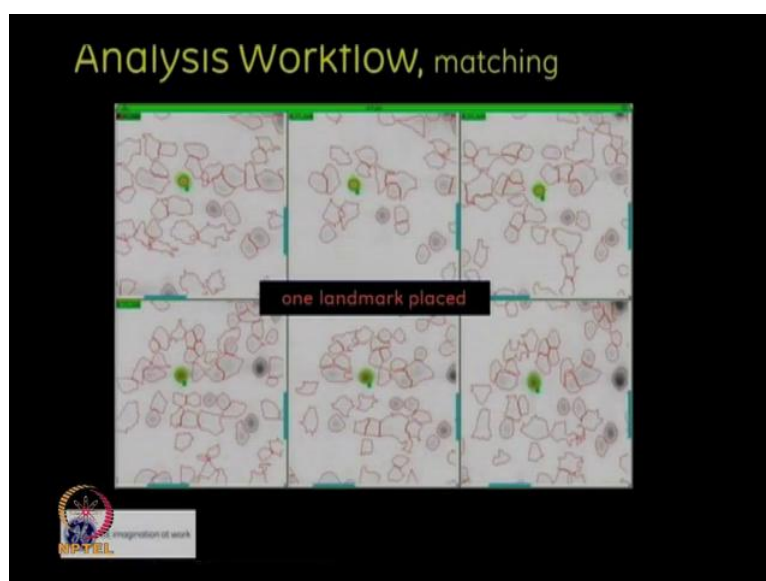 Analysis Workflow, matching
one landmark placed
imagination at work
NPTEL